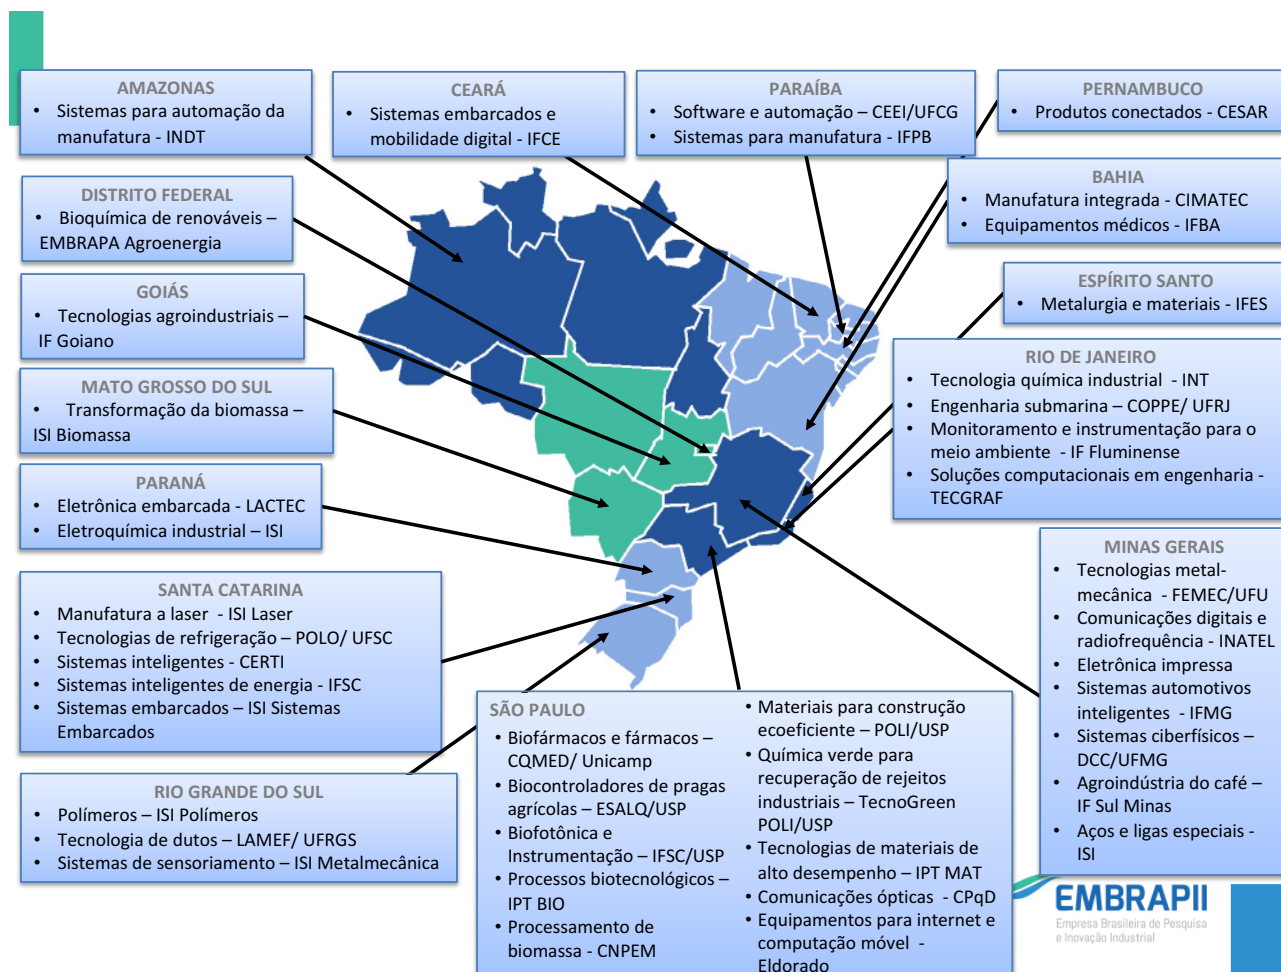 AMAZONAS
• Sistemas para automação da
manufatura - INDT
CEARÁ
• Sistemas embarcados e
mobilidade digital - IFCE
PARAÍBA
• Software e automação – CEEI/UFCG
• Sistemas para manufatura - IFPB
PERNAMBUCO
• Produtos conectados - CESAR
DISTRITO FEDERAL
• Bioquímica de renováveis –
EMBRAPA Agroenergia
BAHIA
• Manufatura integrada - CIMATEC
• Equipamentos médicos - IFBA
GOIÁS
• Tecnologias agroindustriais –
IF Goiano
ESPÍRITO SANTO
• Metalurgia e materiais - IFES
MATO GROSSO DO SUL
• Transformação da biomassa –
ISI Biomassa
RIO DE JANEIRO
• Tecnologia química industrial - INT
• Engenharia submarina – COPPE/ UFRJ
• Monitoramento e instrumentação para o
meio ambiente - IF Fluminense
• Soluções computacionais em engenharia -
TECGRAF
PARANÁ
• Eletrônica embarcada - LACTEC
• Eletroquímica industrial – ISI
MINAS GERAIS
• Tecnologias metal-
mecânica - FEMEC/UFU
• Comunicações digitais e
radiofrequência - INATEL
• Eletrônica impressa
• Sistemas automotivos
inteligentes - IFMG
• Sistemas ciberfísicos –
DCC/UFMG
• Agroindústria do café –
IF Sul Minas
• Aços e ligas especiais -
ISI
SANTA CATARINA
• Manufatura a laser - ISI Laser
• Tecnologias de refrigeração – POLO/ UFSC
• Sistemas inteligentes - CERTI
• Sistemas inteligentes de energia - IFSC
• Sistemas embarcados – ISI Sistemas
Embarcados
RIO GRANDE DO SUL
• Polímeros – ISI Polímeros
• Tecnologia de dutos – LAMEF/ UFRGS
• Sistemas de sensoriamento – ISI Metalmecânica
SÃO PAULO
• Biofármacos e fármacos –
CQMED/ Unicamp
• Biocontroladores de pragas
agrícolas – ESALQ/USP
• Biofotônica e
Instrumentação – IFSC/USP
• Processos biotecnológicos –
IPT BIO
• Processamento de
biomassa - CNPEM
• Materiais para construção
ecoeficiente – POLI/USP
• Química verde para
recuperação de rejeitos
industriais – TecnoGreen
POLI/USP
• Tecnologias de materiais de
alto desempenho – IPT MAT
• Comunicações ópticas - CPqD
• Equipamentos para internet e
computação móvel -
Eldorado
EMBRAPII
Empresa Brasileira de Pesquisa
e Inovação Industrial